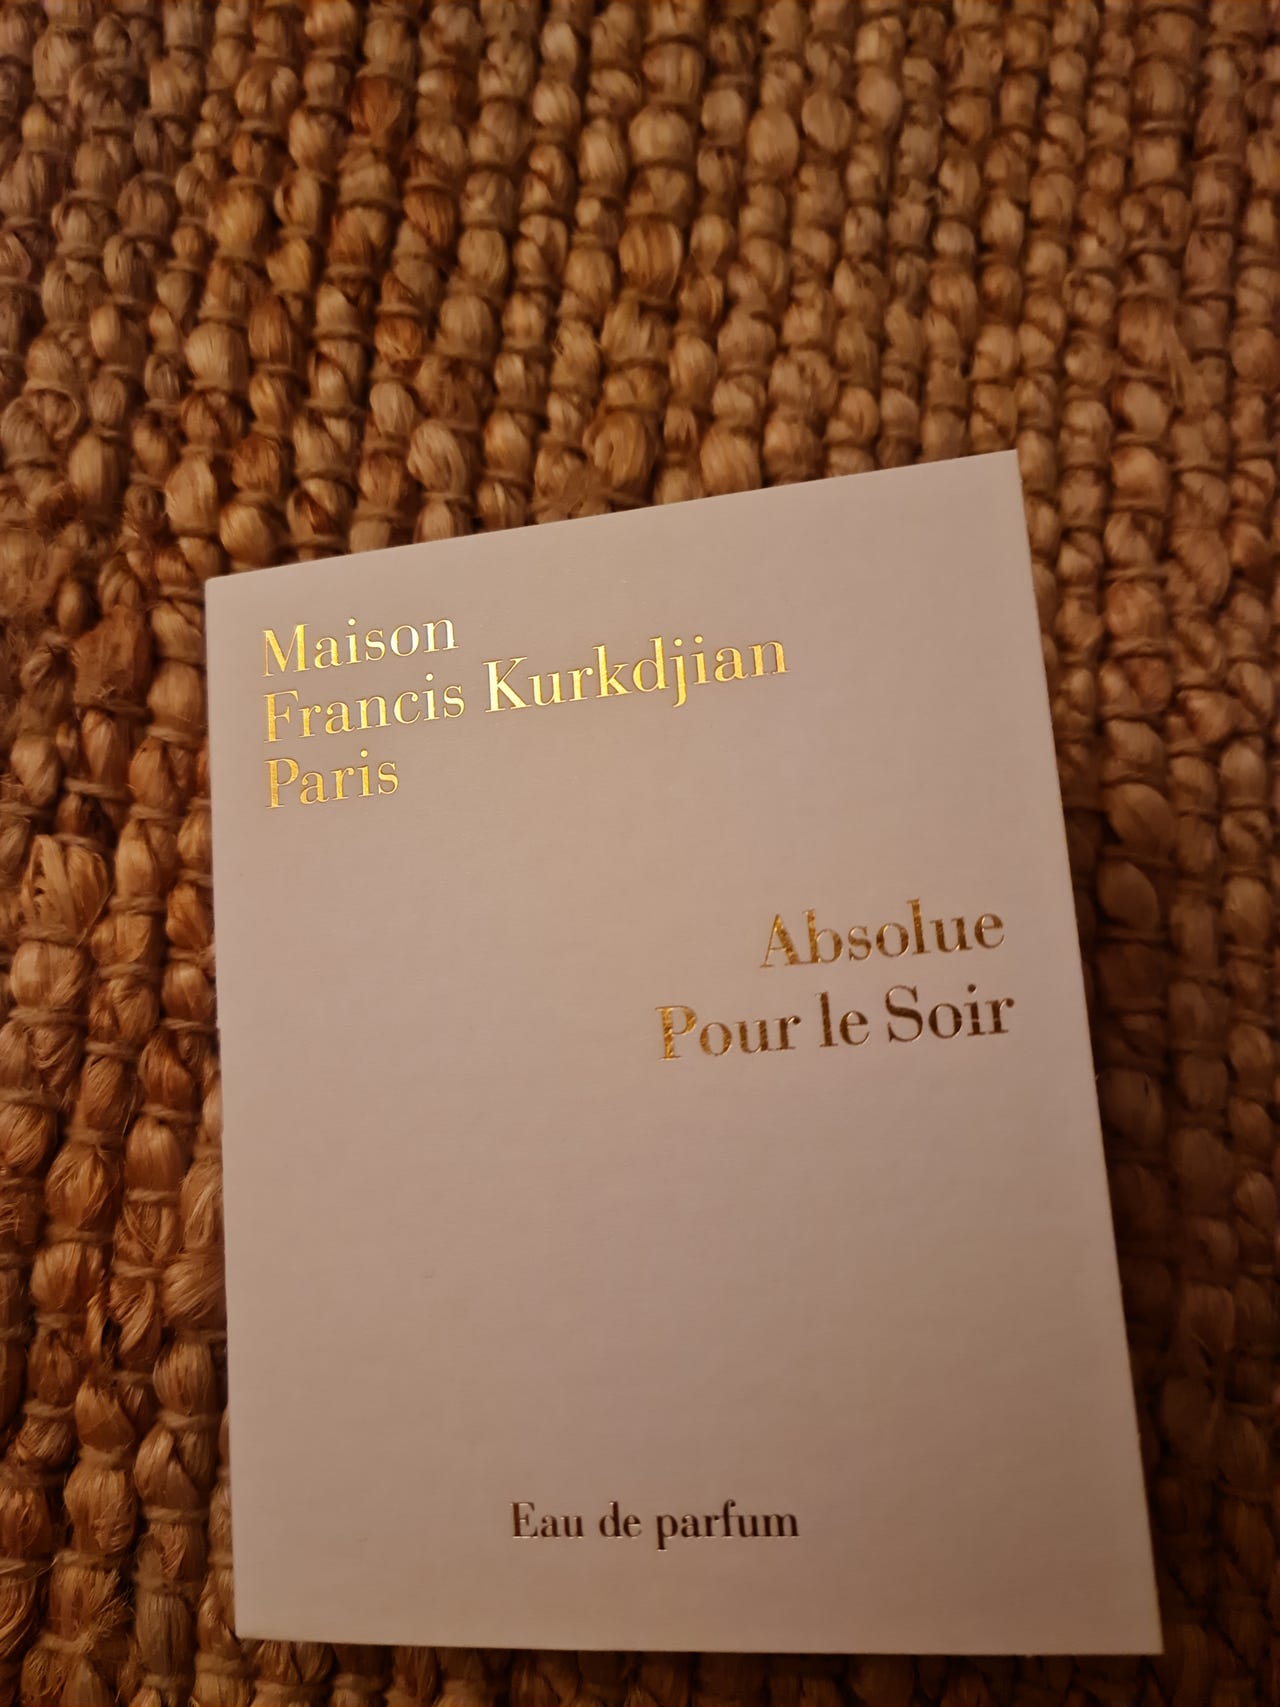 Maison
Francis Kurkdjian
Paris
Absolue
Pour le Soir
Eau de parfum